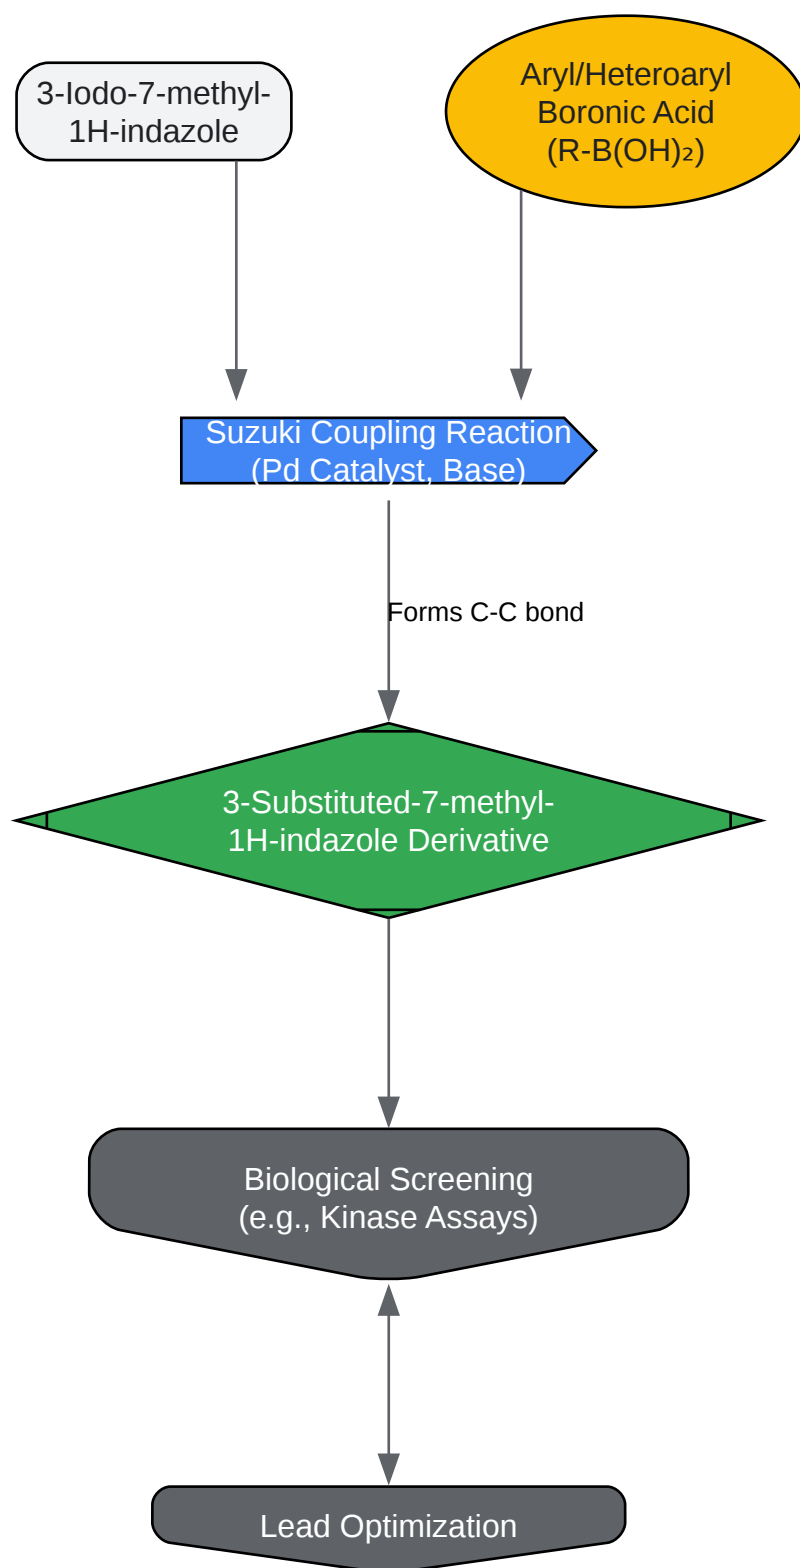 3-Iodo-7-methyl-
1H-indazole
Aryl/Heteroaryl
Boronic Acid
(R-B(OH)₂)
Suzuki Coupling Reaction
(Pd Catalyst, Base)
Forms C-C bond
3-Substituted-7-methyl-
1H-indazole Derivative
Biological Screening
(e.g., Kinase Assays)
Lead Optimization